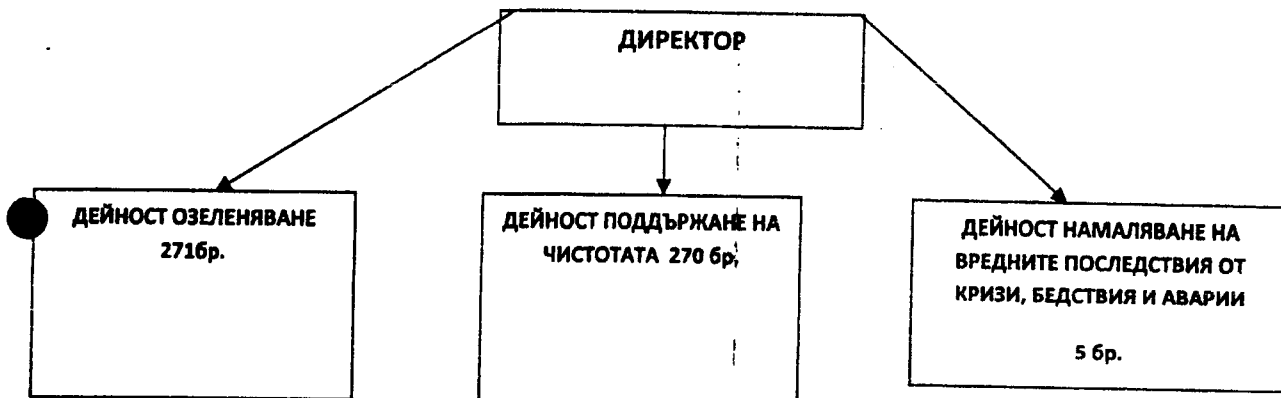 ДИРЕКТОР
ДЕЙНОСТ ОЗЕЛЕНЯВАНЕ
271бр.
ДЕЙНОСТ ПОДДЪРЖАНЕ НА
ЧИСТОТАТА 270 бр.
ДЕЙНОСТ НАМАЛЯВАНЕ НА
ВРЕДНИТЕ ПОСЛЕДСТВИЯ ОТ
КРИЗИ, БЕДСТВИЯ И АВАРИИ
5 бр.